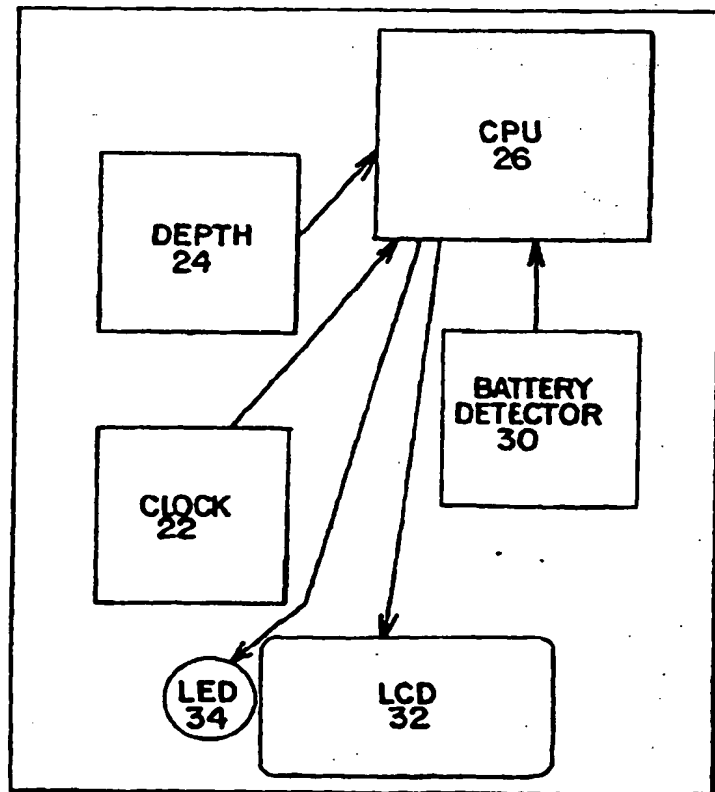 CPU
26
DEPTH
24
BATTERY
DETECTOR
30
CLOCK
22
LED
34
LCD
32